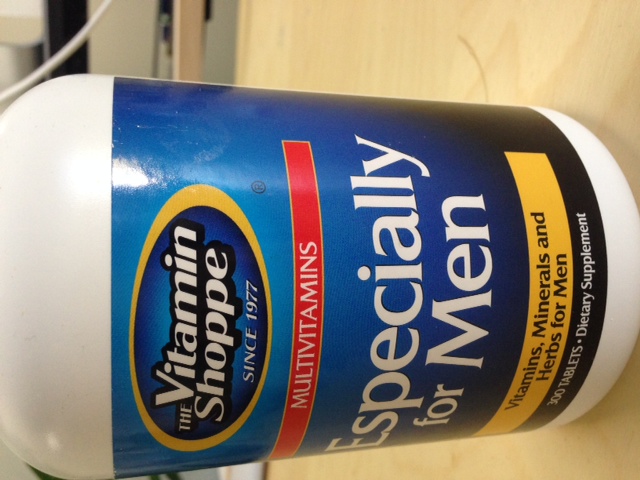 THE Vitamin
Shoppe
SINCE 1977
®
MULTIVITAMINS
Especially
for Men
Vitamins, Minerals and
Herbs for Men
300 TABLETS • Dietary Supplement